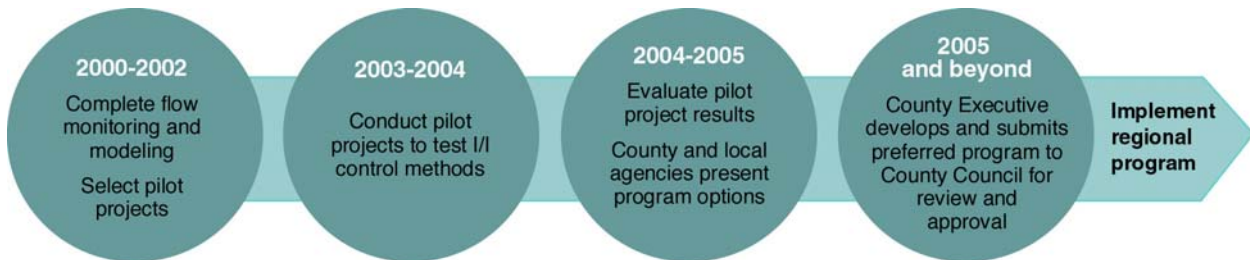 2000-2002
Complete flow
monitoring and
modeling
Select pilot
projects
2003-2004
Conduct pilot
projects to test I/I
control methods
2004-2005
Evaluate pilot
project results
County and local
agencies present
program options
2005
and beyond
County Executive
develops and submits
preferred program to
County Council for
review and
approval
Implement
regional
program